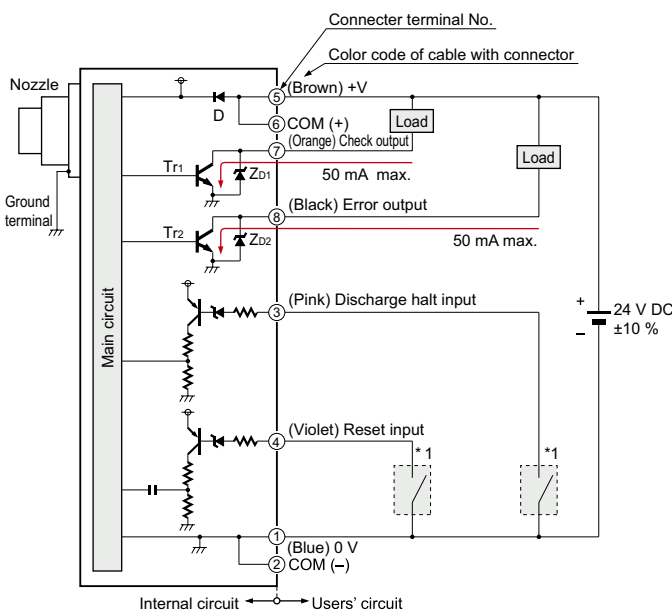 Connecter terminal No.
Color code of cable with connector
Nozzle
5
(Brown) +V
D
6
COM (+)
7
(Orange) Check output
Load
Load
Tr1
ZD1
50 mA max.
Ground
terminal
8
(Black) Error output
Tr2
ZD2
50 mA max.
Main circuit
3
(Pink) Discharge halt input
+
−
24 V DC
±10 %
4
(Violet) Reset input
*1
*1
1
(Blue) 0 V
2
COM (−)
Internal circuit
Users' circuit